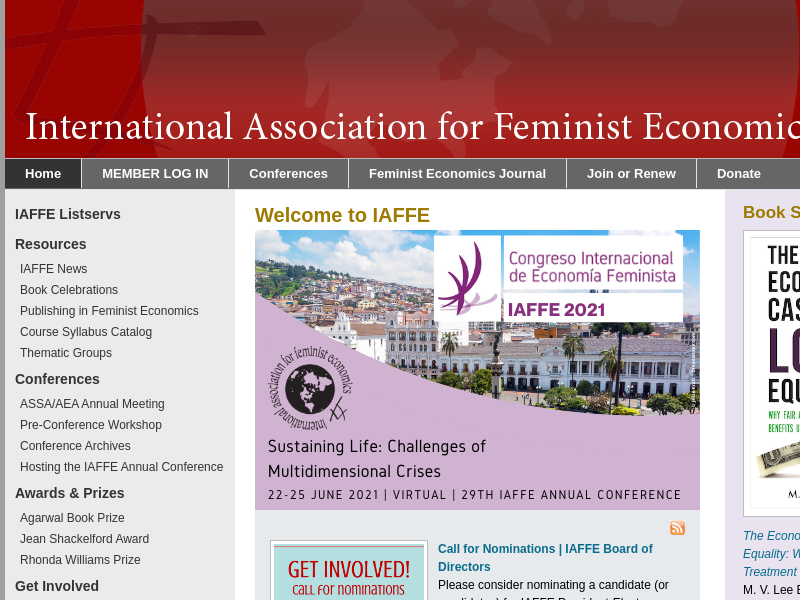 International Association for Feminist Economic
Home
MEMBER LOG IN
Conferences
Feminist Economics Journal
Join or Renew
Donate
IAFFE Listservs
Resources
IAFFE News
Book Celebrations
Publishing in Feminist Economics
Course Syllabus Catalog
Thematic Groups
Conferences
ASSA/AEA Annual Meeting
Pre-Conference Workshop
Conference Archives
Hosting the IAFFE Annual Conference
Awards & Prizes
Agarwal Book Prize
Jean Shackelford Award
Rhonda Williams Prize
Get Involved
Welcome to IAFFE
Congreso Internacional
de Economía Feminista
IAFFE 2021
international association for feminist economics
Sustaining Life: Challenges of
Multidimensional Crises
22-25 JUNE 2021 | VIRTUAL | 29TH IAFFE ANNUAL CONFERENCE
GET INVOLVED!
CALL FOR NOMINATIONS
Call for Nominations | IAFFE Board of
Directors
Please consider nominating a candidate (or
Book S
THE
ECO
CAS
LO
EQU
WHY FAIR A
BENEFITS U
M.
The Econo
Equality: W
Treatment
M. V. Lee B